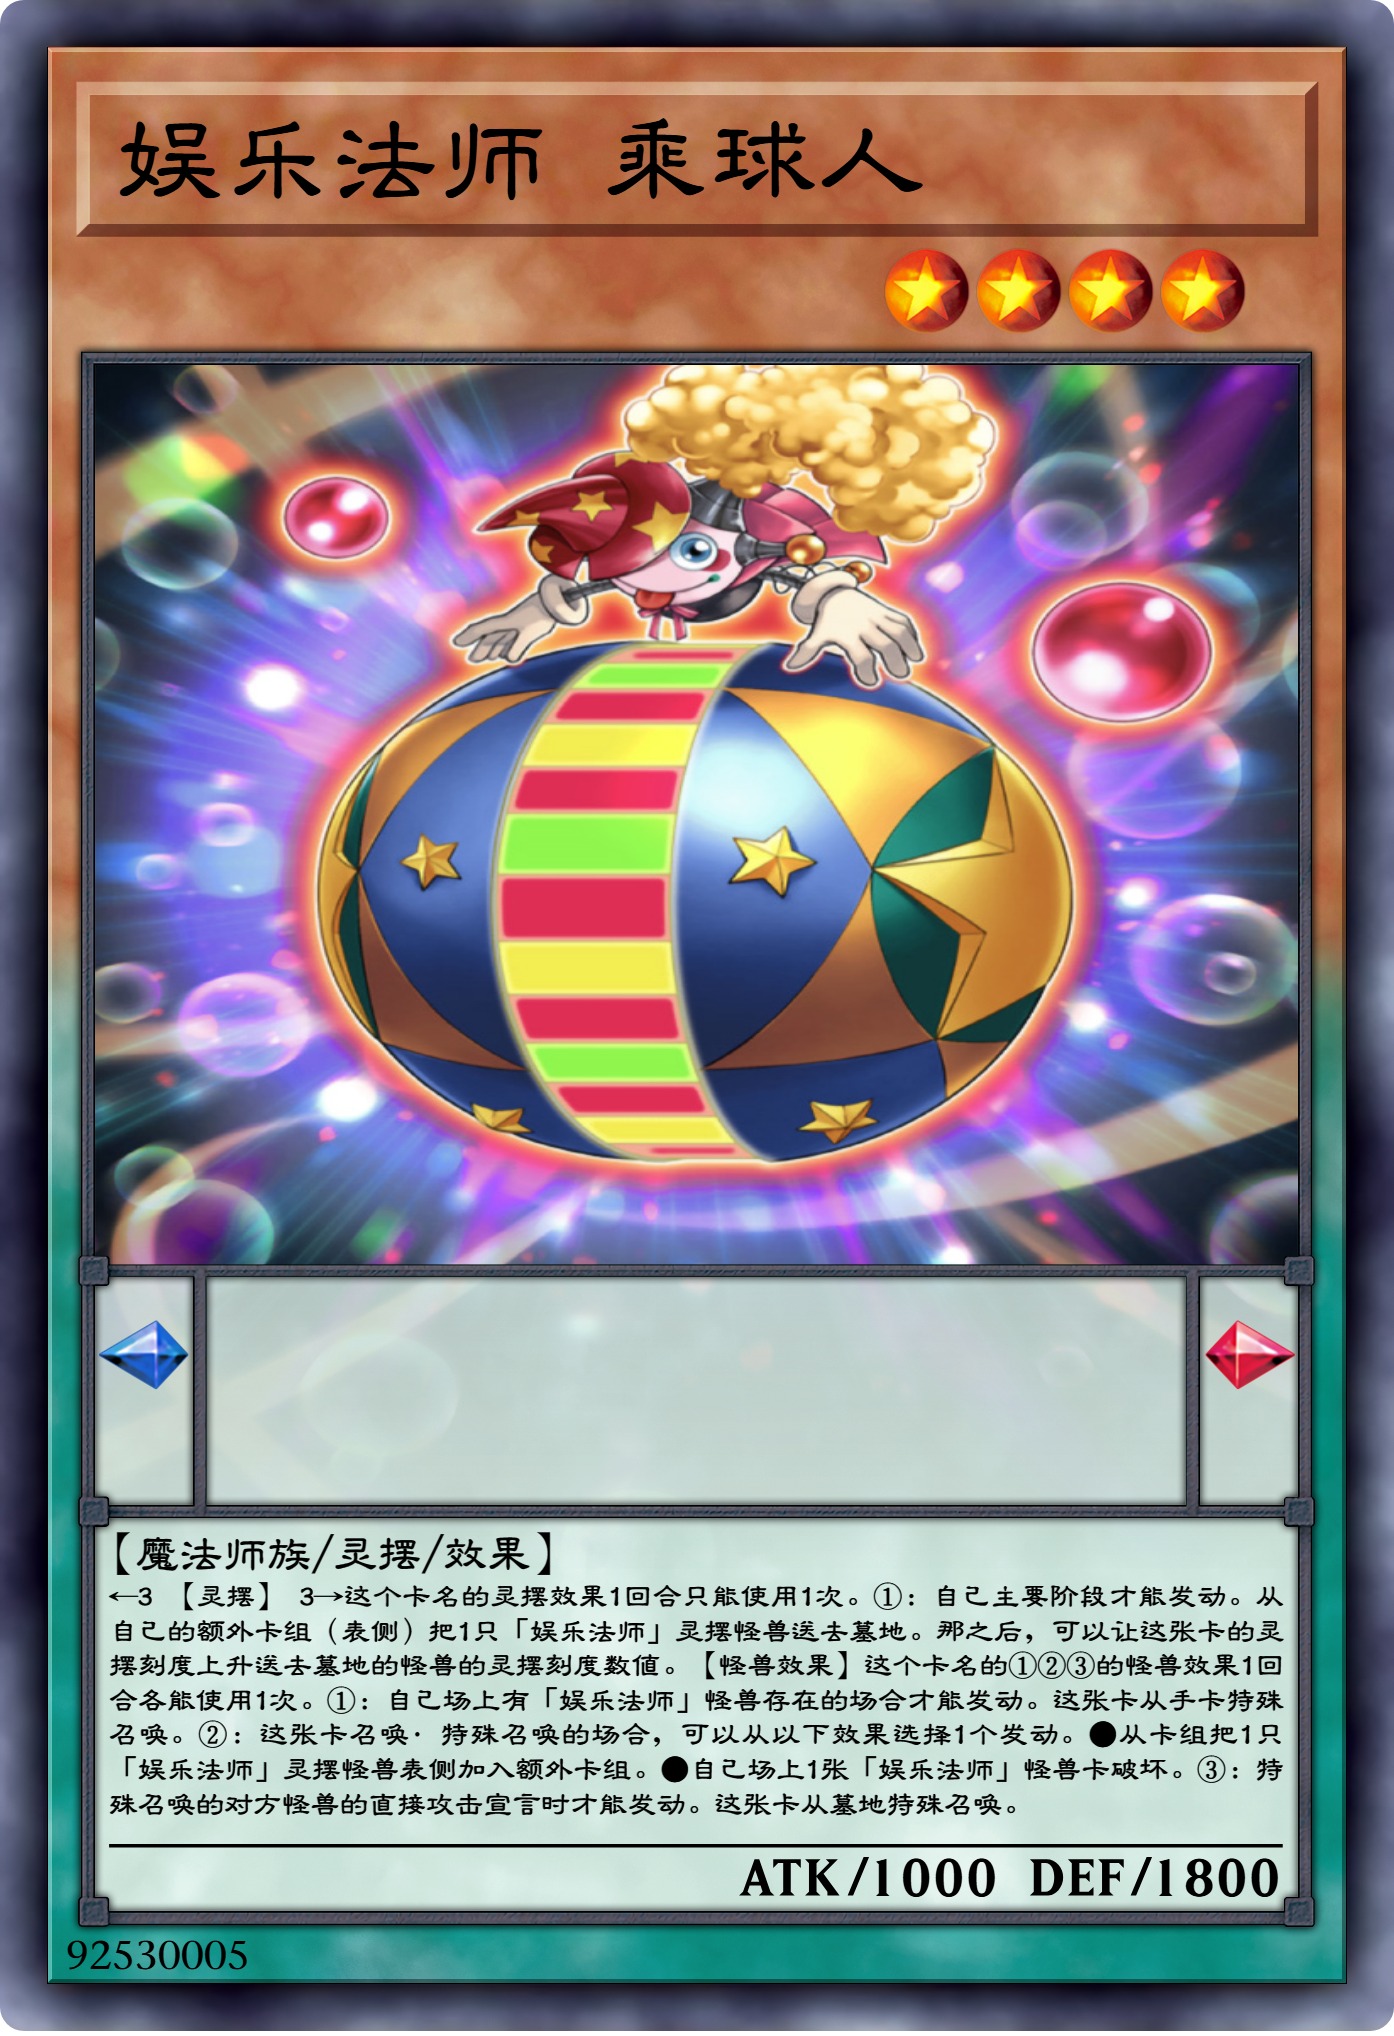 娱乐法师 乘球人
【魔法师族/灵摆/效果】
←3 【灵摆】 3→这个卡名的灵摆效果1回合只能使用1次。①：自己主要阶段才能发动。从
自己的额外卡组（表侧）把1只「娱乐法师」灵摆怪兽送去墓地。那之后，可以让这张卡的灵
摆刻度上升送去墓地的怪兽的灵摆刻度数值。【怪兽效果】这个卡名的①②③的怪兽效果1回
合各能使用1次。①：自己场上有「娱乐法师」怪兽存在的场合才能发动。这张卡从手卡特殊
召唤。②：这张卡召唤·特殊召唤的场合，可以从以下效果选择1个发动。●从卡组把1只
「娱乐法师」灵摆怪兽表侧加入额外卡组。●自己场上1张「娱乐法师」怪兽卡破坏。③：特
殊召唤的对方怪兽的直接攻击宣言时才能发动。这张卡从墓地特殊召唤。
ATK/1000 DEF/1800
92530005